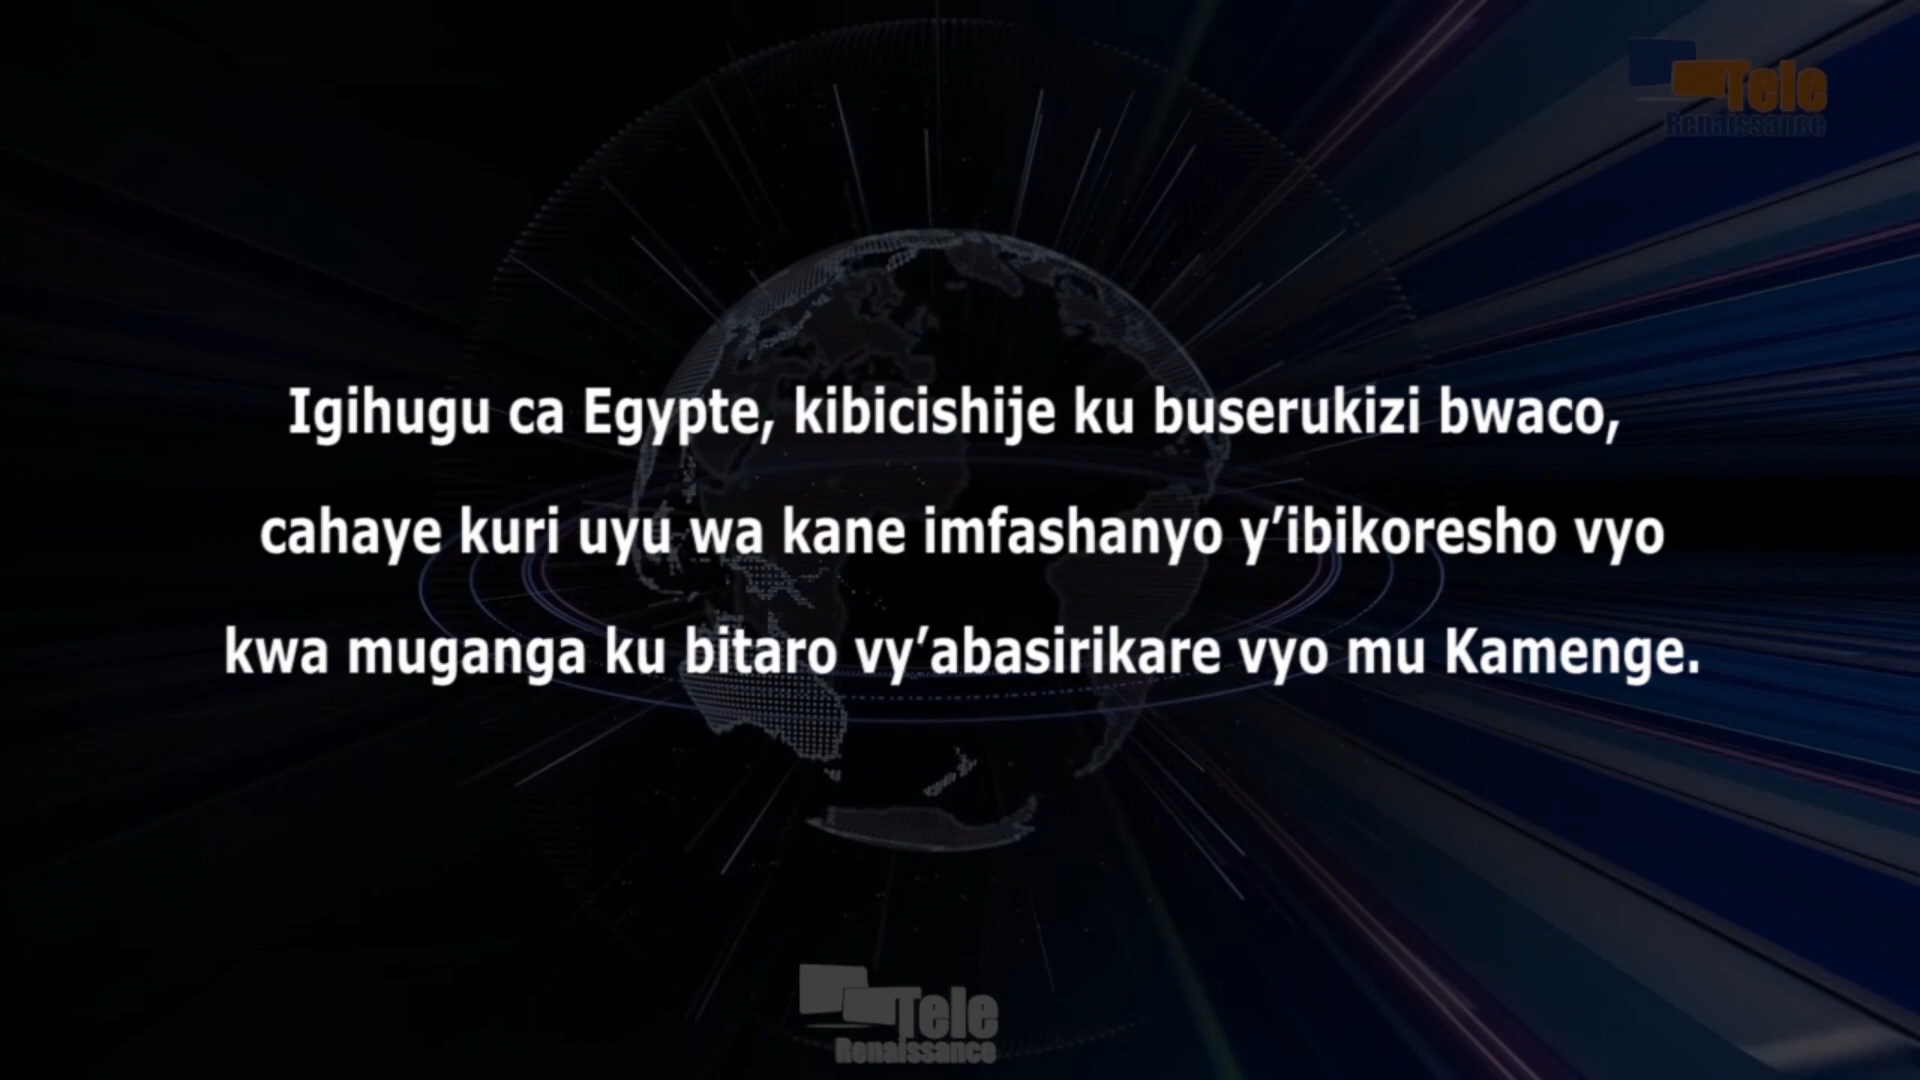 Tele
Renaissance
Igihugu ca Egypte, kibicishije ku buserukizi bwaco,
cahaye kuri uyu wa kane imfashanyo y’ibikoresho vyo
kwa muganga ku bitaro vy’abasirikare vyo mu Kamenge.
Tele
Renaissance